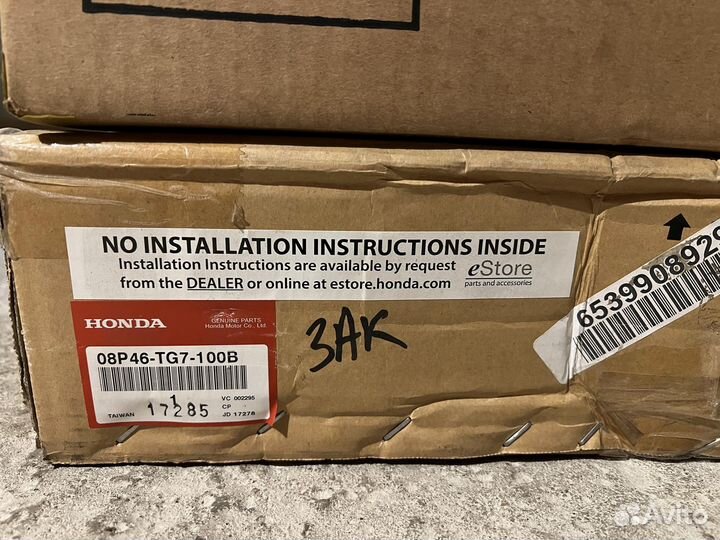 NO INSTALLATION INSTRUCTIONS INSIDE
Installation Instructions are available by request
from the DEALER or online at estore.honda.com
eStore
parts and accessories
HONDA
GENUINE PARTS
Honda Motor Co., Ltd.
08P46-TG7-100B
1
VC 002295
17285
CP
TAIWAN
JD 17278
ЗАК
653990892
Avito